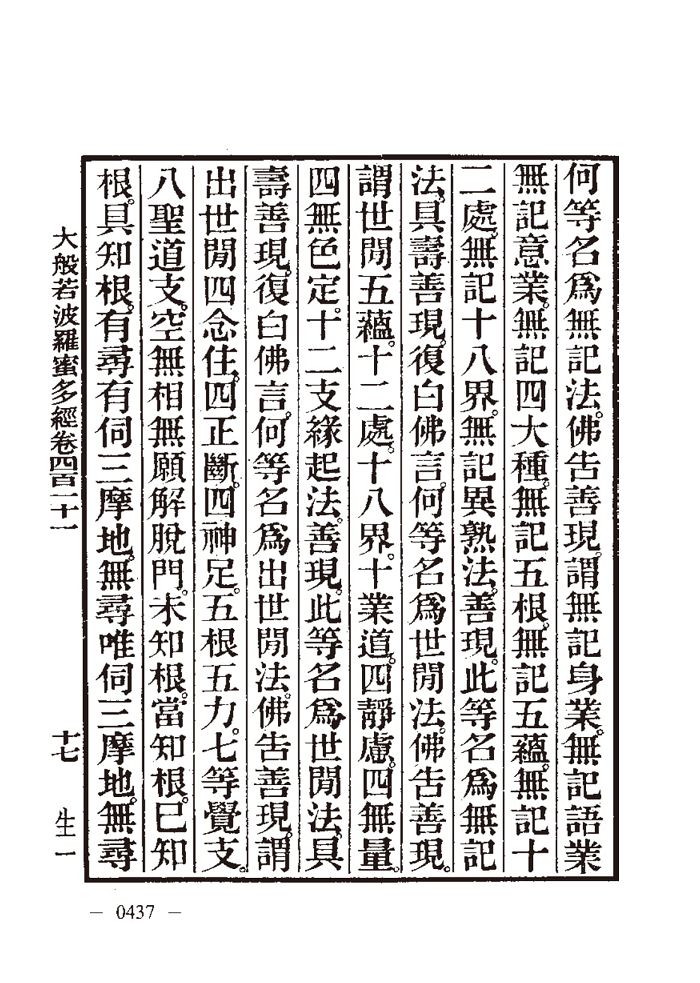 何等名爲無記法。佛告善現。謂無記身業。無記語業
無記意業。無記四大種。無記五根。無記五蘊。無記十
二處。無記十八界。無記異熟法。善現。此等名爲無記
法。具壽善現。復白佛言。何等名爲世閒法。佛告善現。
謂世閒五蘊。十二處。十八界。十業道。四靜慮。四無量。
四無色定。十二支緣起法。善現。此等名爲世閒法。具
壽善現。復白佛言。何等名爲出世閒法。佛告善現。謂
出世閒四念住。四正斷。四神足。五根五力。七等覺支。
八聖道支。空無相無願解脫門。未知根。當知根。已知
根。具知根。有尋有伺三摩地。無尋唯伺三摩地。無尋
大般若波羅蜜多經卷四百一十一 十七 生一
— 0437 —